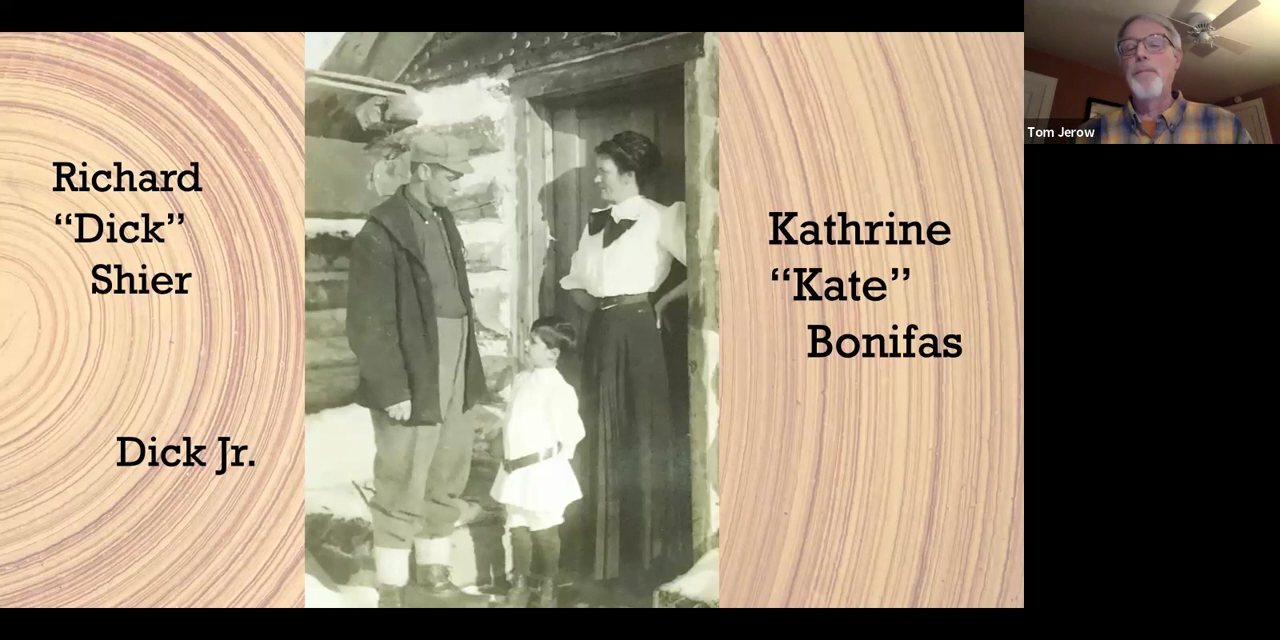 Richard
“Dick”
Shier
Dick Jr.
Kathrine
“Kate”
Bonifas
Tom Jerow